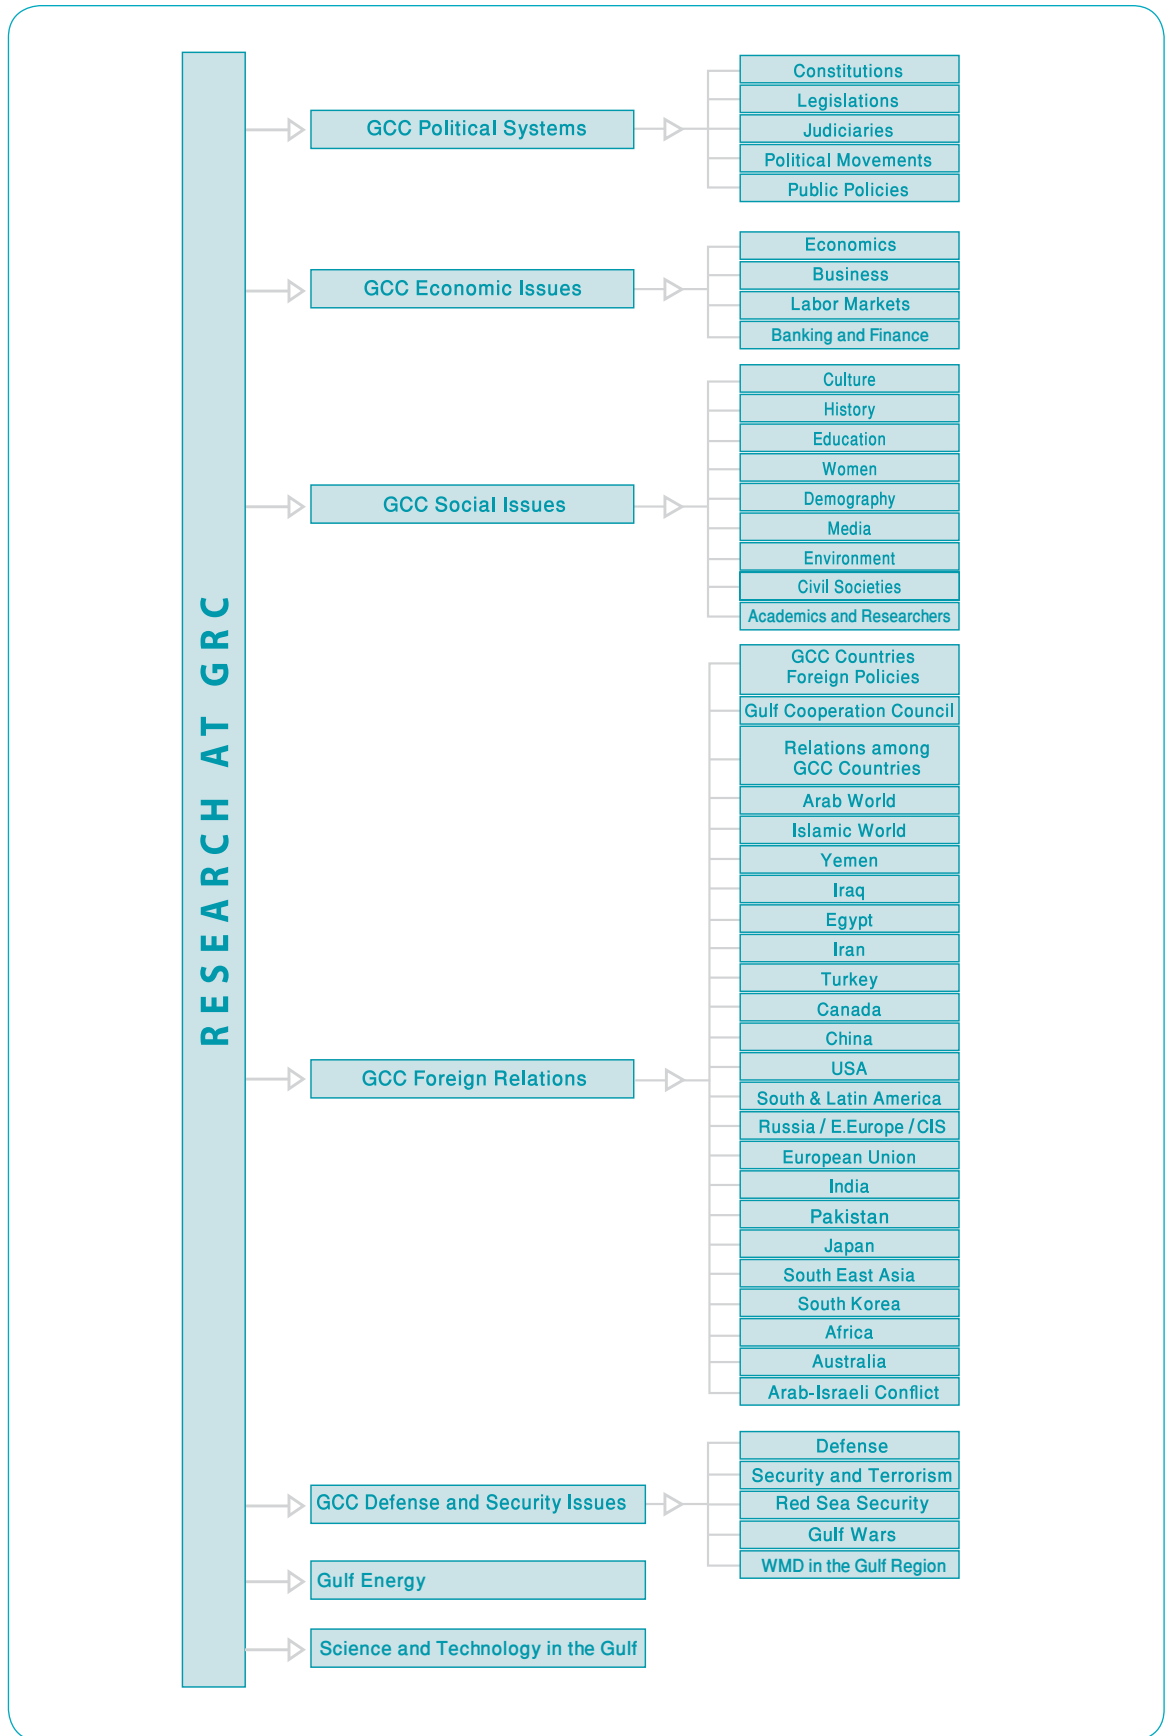 RESEARCH AT GRC
GCC Political Systems
Constitutions
Legislations
Judiciaries
Political Movements
Public Policies
GCC Economic Issues
Economics
Business
Labor Markets
Banking and Finance
GCC Social Issues
Culture
History
Education
Women
Demography
Media
Environment
Civil Societies
Academics and Researchers
GCC Foreign Relations
GCC Countries
Foreign Policies
Gulf Cooperation Council
Relations among
GCC Countries
Arab World
Islamic World
Yemen
Iraq
Egypt
Iran
Turkey
Canada
China
USA
South & Latin America
Russia / E.Europe / CIS
European Union
India
Pakistan
Japan
South East Asia
South Korea
Africa
Australia
Arab-Israeli Conflict
GCC Defense and Security Issues
Defense
Security and Terrorism
Red Sea Security
Gulf Wars
WMD in the Gulf Region
Gulf Energy
Science and Technology in the Gulf